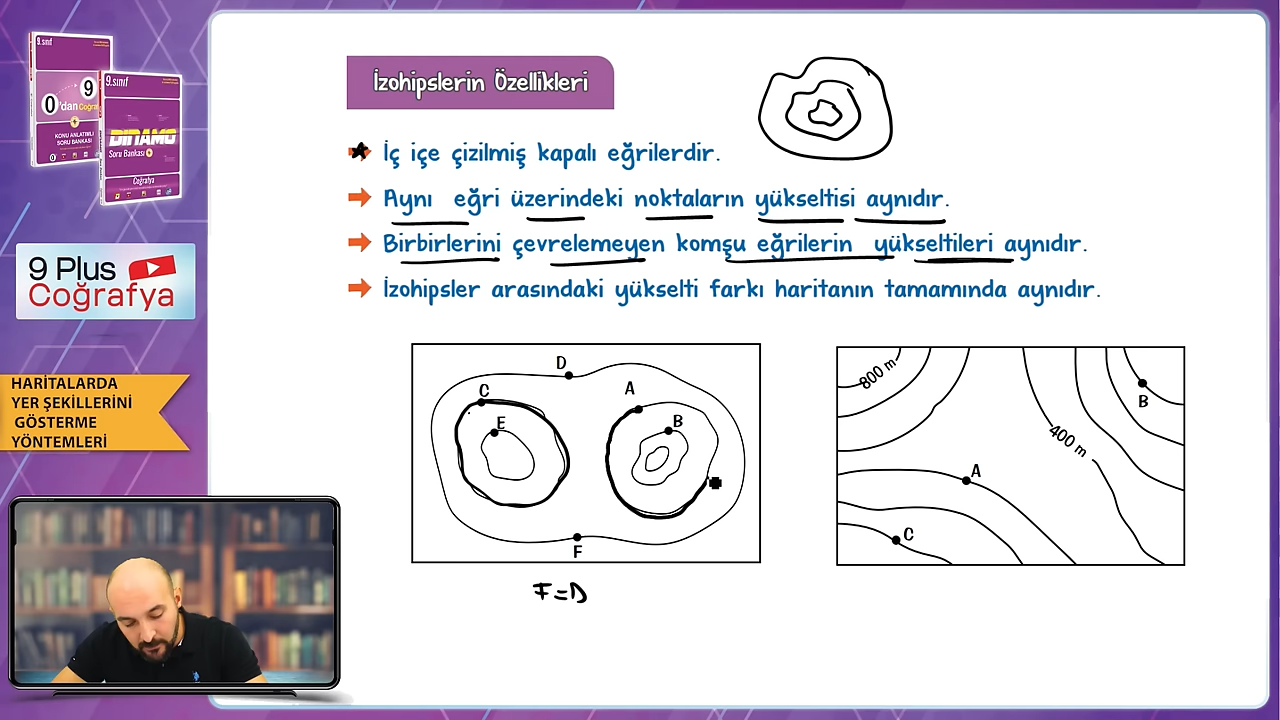 9.sınıf
0'dan 9
Coğrafya
KONU ANLATIMLI
SORU BANKASI
9.sınıf
DİNAMO
Soru Bankası
Coğrafya
9 Plus
Coğrafya
HARİTALARDA
YER ŞEKİLLERİNİ
GÖSTERME
YÖNTEMLERİ
İzohipslerin Özellikleri
İç içe çizilmiş kapalı eğrilerdir.
Aynı eğri üzerindeki noktaların yükseltisi aynıdır.
Birbirlerini çevrelemeyen komşu eğrilerin yükseltileri aynıdır.
İzohipsler arasındaki yükselti farkı haritanın tamamında aynıdır.
D
C
A
E
B
F
F=D
800 m
B
400 m
A
C